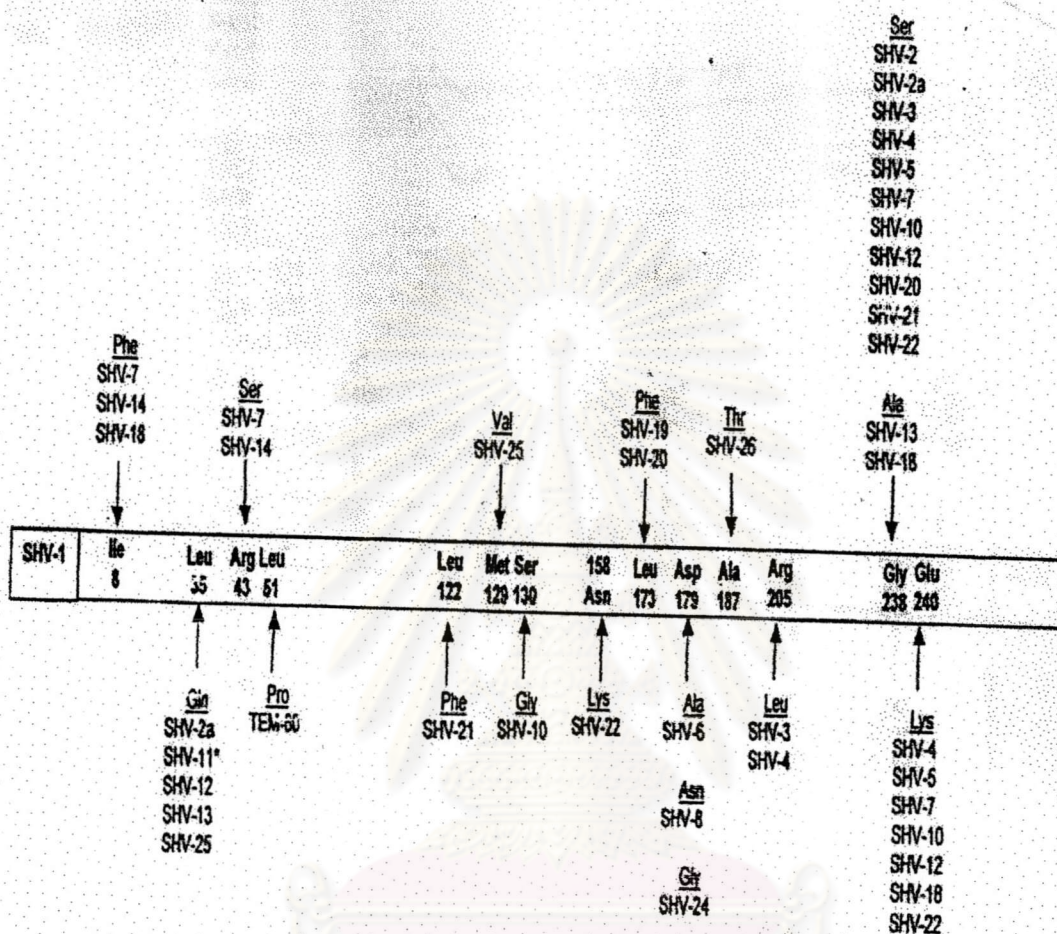 Ser
SHV-2
SHV-2a
SHV-3
SHV-4
SHV-5
SHV-7
SHV-10
SHV-12
SHV-20
SHV-21
SHV-22
Phe
SHV-7
SHV-14
SHV-18
Ser
SHV-7
SHV-14
Val
SHV-25
Phe
SHV-19
SHV-20
Thr
SHV-26
Ala
SHV-13
SHV-18
SHV-1
Ile Leu Arg Leu Leu Met Ser 158 Leu Asp Ala Arg Gly Glu
8 35 43 51 122 129 130 Asn 173 179 187 205 238 240
Gln
SHV-2a
SHV-11*
SHV-12
SHV-13
SHV-25
Pro
TEM-60
Phe
SHV-21
Gly
SHV-10
Lys
SHV-22
Ala
SHV-6
Asn
SHV-8
Gly
SHV-24
Leu
SHV-3
SHV-4
Lys
SHV-4
SHV-5
SHV-7
SHV-10
SHV-12
SHV-18
SHV-22